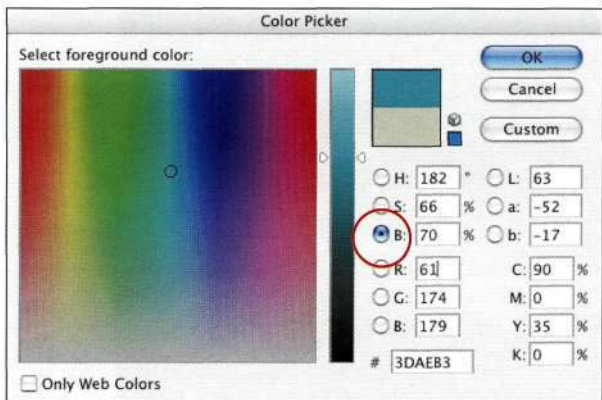 Color Picker
Select foreground color:
OK
Cancel
Custom
H: 182 °
S: 66 %
B: 70 %
R: 61
G: 174
B: 179
# 3DAEB3
L: 63
a: -52
b: -17
C: 90 %
M: 0 %
Y: 35 %
K: 0 %
Only Web Colors